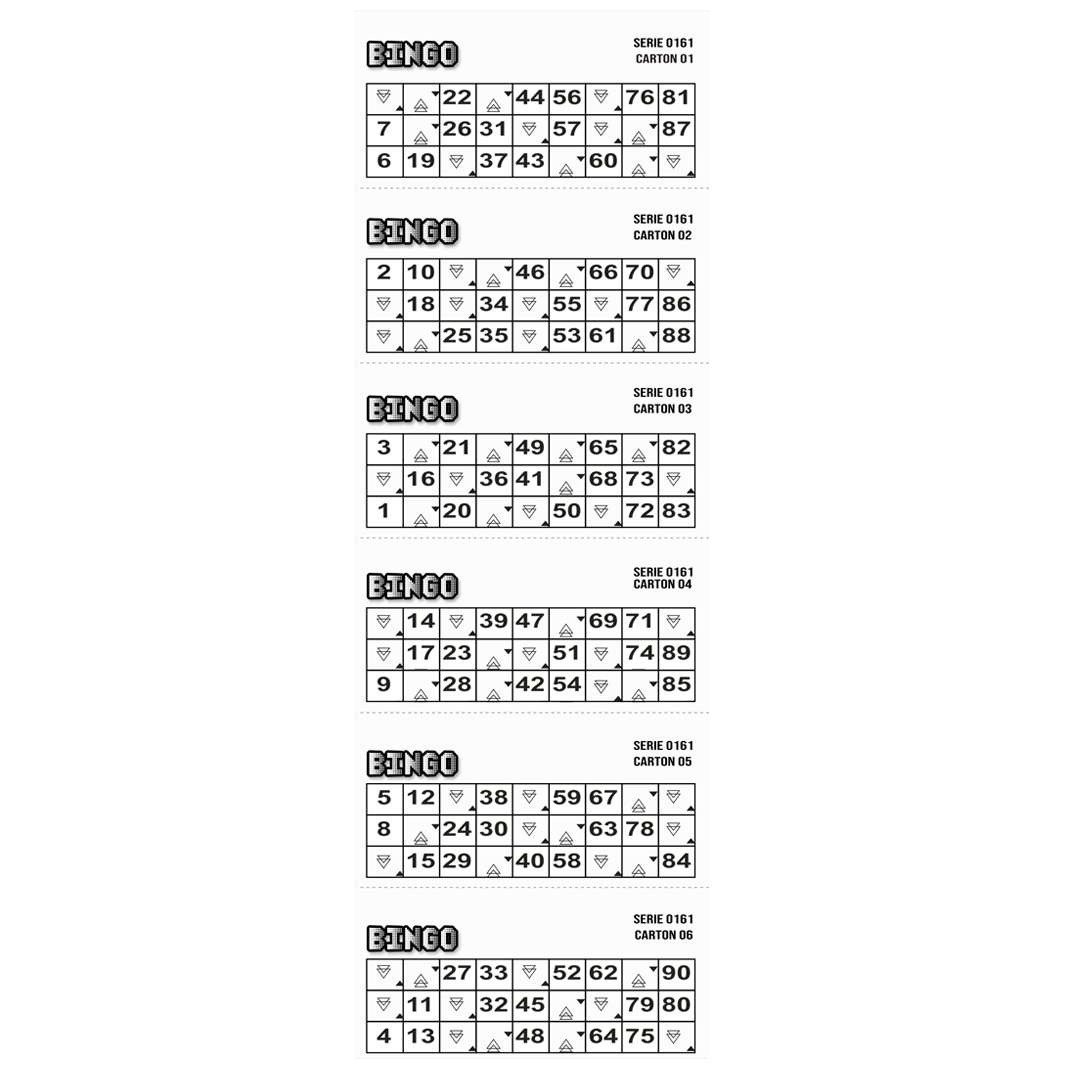 BINGO
SERIE 0161
CARTON 01
22 44 56 76 81
7 26 31 57 87
6 19 37 43 60
BINGO
SERIE 0161
CARTON 02
2 10 46 66 70
18 34 55 77 86
25 35 53 61 88
BINGO
SERIE 0161
CARTON 03
3 21 49 65 82
16 36 41 68 73
1 20 50 72 83
BINGO
SERIE 0161
CARTON 04
14 39 47 69 71
17 23 51 74 89
9 28 42 54 85
BINGO
SERIE 0161
CARTON 05
5 12 38 59 67
8 24 30 63 78
15 29 40 58 84
BINGO
SERIE 0161
CARTON 06
27 33 52 62 90
11 32 45 79 80
4 13 48 64 75